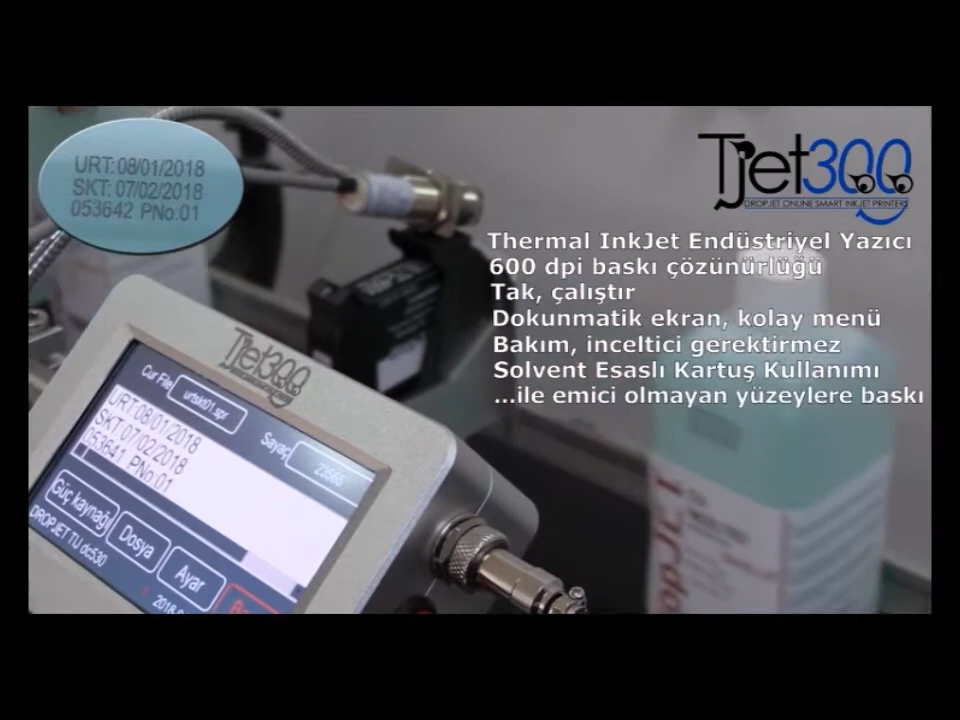 URT:08/01/2018
SKT: 07/02/2018
053642 PNo:01
Tjet300
DROPJET ONLINE SMART INKJET PRINTERS
Thermal InkJet Endüstriyel Yazıcı
600 dpi baskı çözünürlüğü
Tak, çalıştır
Dokunmatik ekran, kolay menü
Bakım, inceltici gerektirmez
Solvent Esaslı Kartuş Kullanımı
...ile emici olmayan yüzeylere baskı
Tjet300
Cur File
urtskt01.spr
URT:08/01/2018
SKT:07/02/2018
053641 PNo:01
Sayaç
23566
Güç kaynağı
Dosya
Ayar
DROPJET TIJ dc530